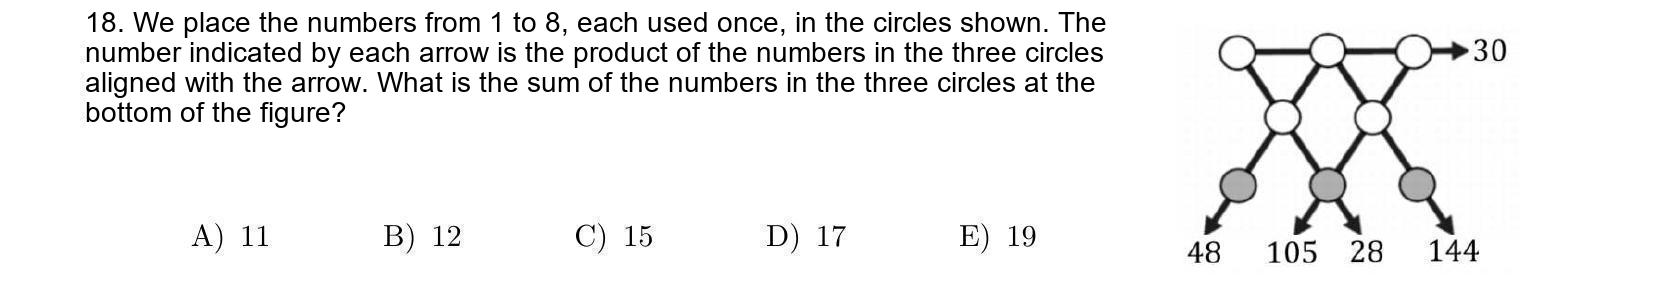 18. We place the numbers from 1 to 8, each used once, in the circles shown. The
number indicated by each arrow is the product of the numbers in the three circles
aligned with the arrow. What is the sum of the numbers in the three circles at the
bottom of the figure?
30
A) 11 B) 12 C) 15 D) 17 E) 19
48 105 28 144